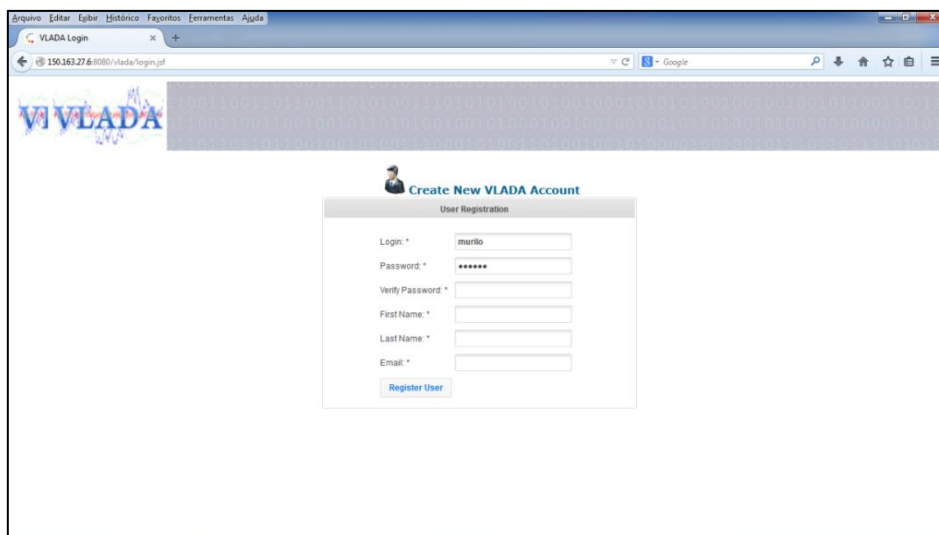 Arquivo Editar Exibir Histórico Favoritos Ferramentas Ajuda
VLADA Login
150.163.27.6:8080/vlada/login.jsf
Google
VI VLADA
Create New VLADA Account
User Registration
Login: * murilo
Password: * ••••••
Verify Password: *
First Name: *
Last Name: *
Email: *
Register User